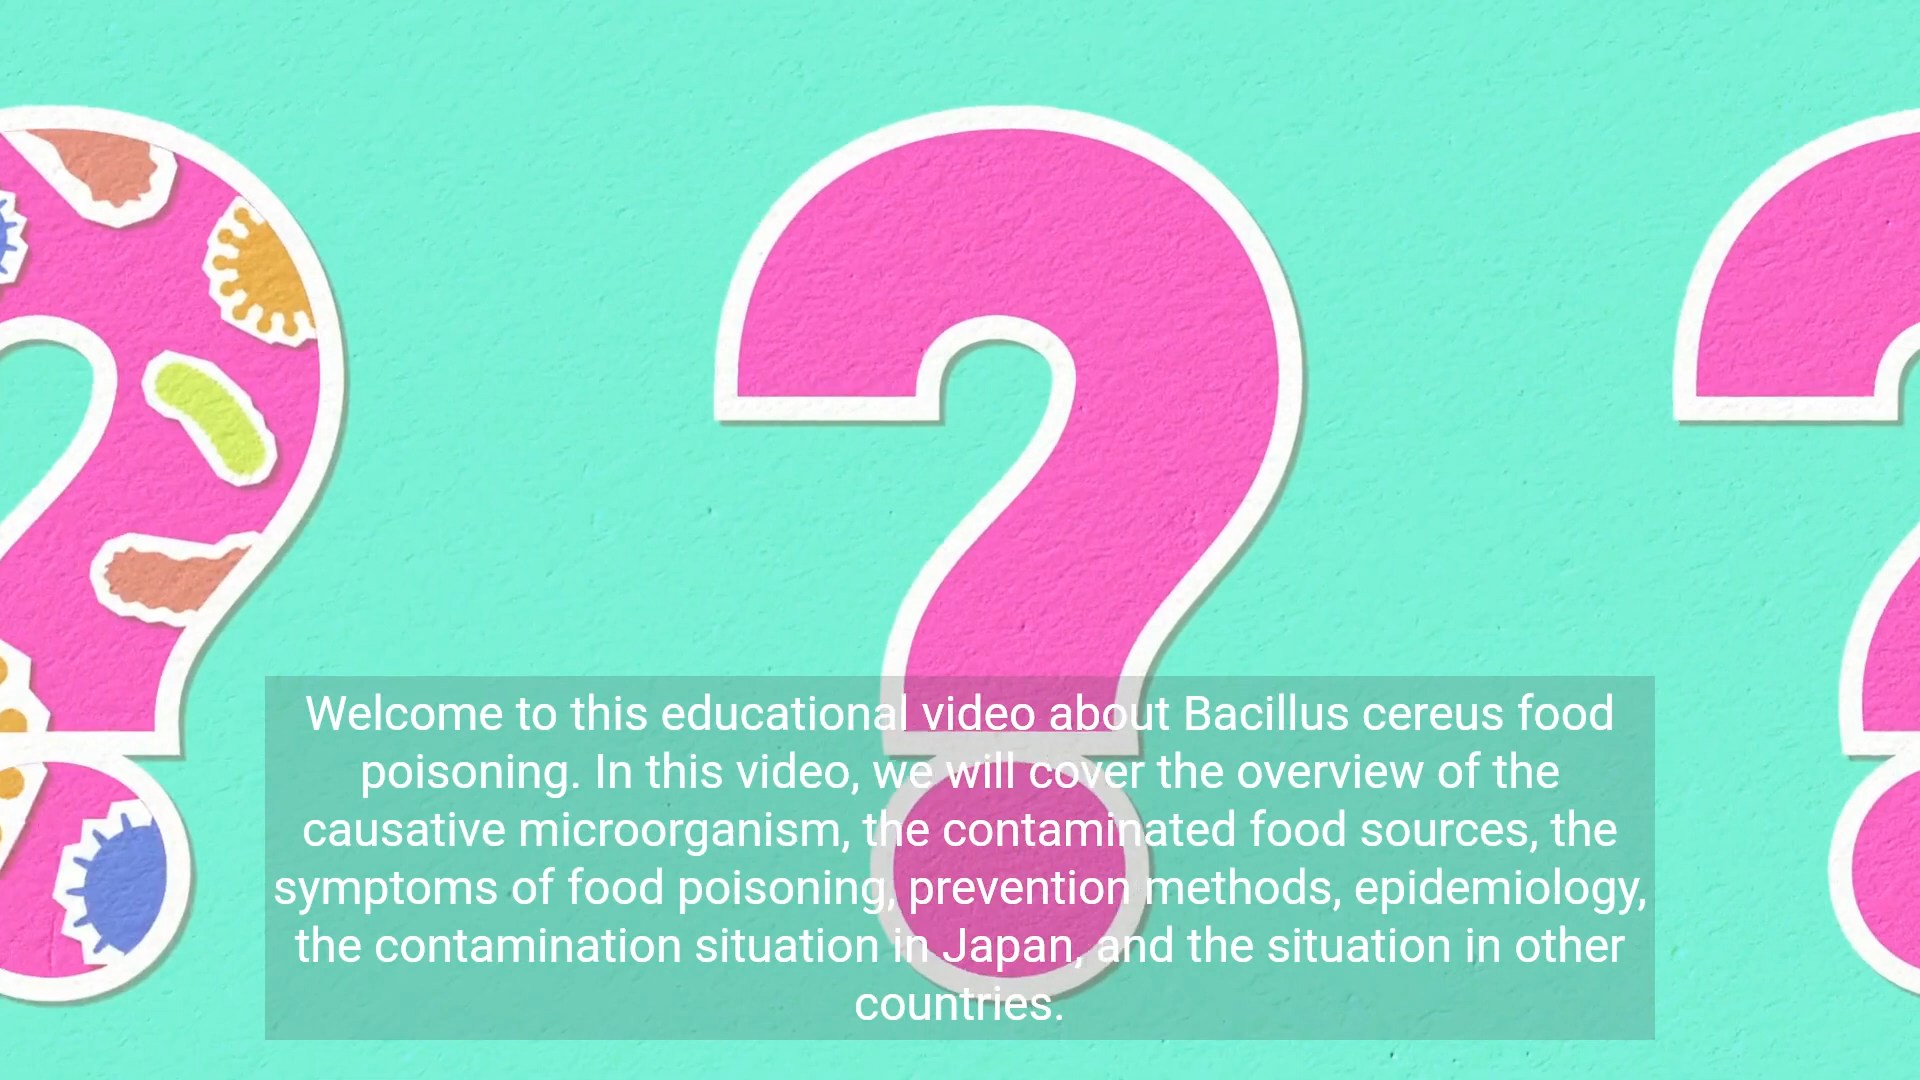 Welcome to this educational video about Bacillus cereus food
poisoning. In this video, we will cover the overview of the
causative microorganism, the contaminated food sources, the
symptoms of food poisoning, prevention methods, epidemiology,
the contamination situation in Japan, and the situation in other
countries.